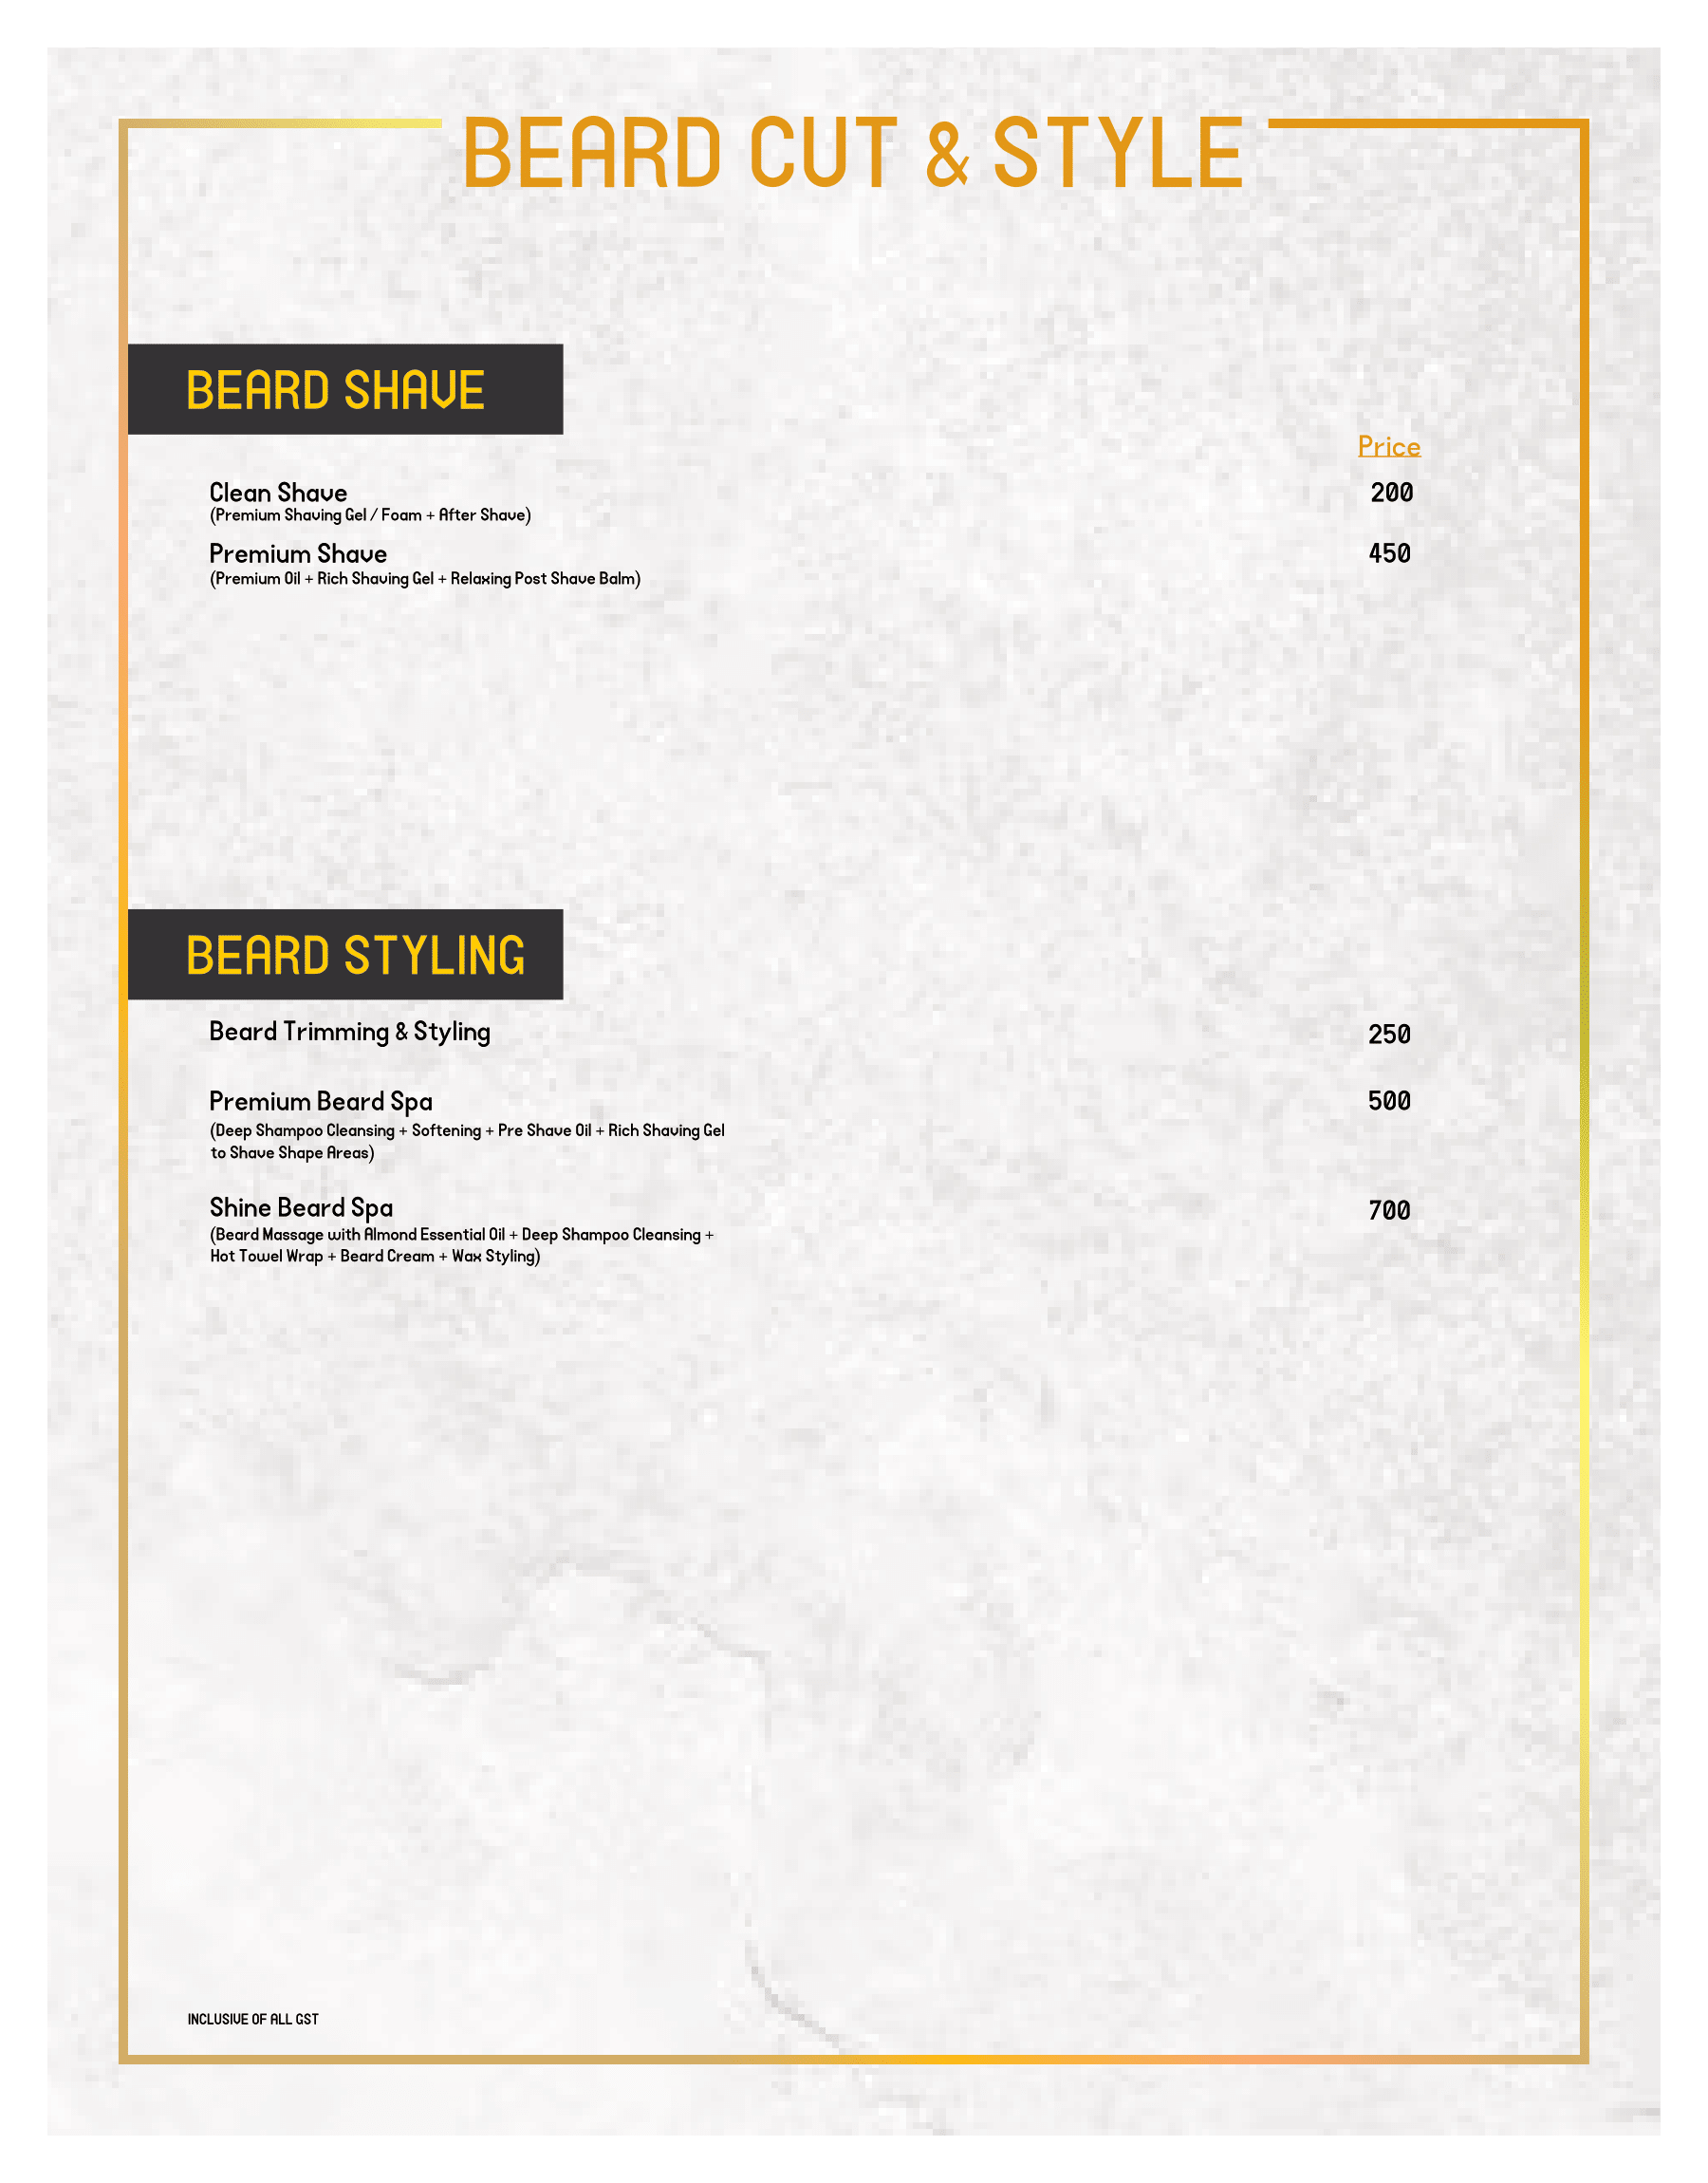 BEARD CUT & STYLE
BEARD SHAVE
Price
Clean Shave 200
(Premium Shaving Gel / Foam + After Shave)
Premium Shave 450
(Premium Oil + Rich Shaving Gel + Relaxing Post Shave Balm)
BEARD STYLING
Beard Trimming & Styling 250
Premium Beard Spa 500
(Deep Shampoo Cleansing + Softening + Pre Shave Oil + Rich Shaving Gel
to Shave Shape Areas)
Shine Beard Spa 700
(Beard Massage with Almond Essential Oil + Deep Shampoo Cleansing +
Hot Towel Wrap + Beard Cream + Wax Styling)
INCLUSIVE OF ALL GST